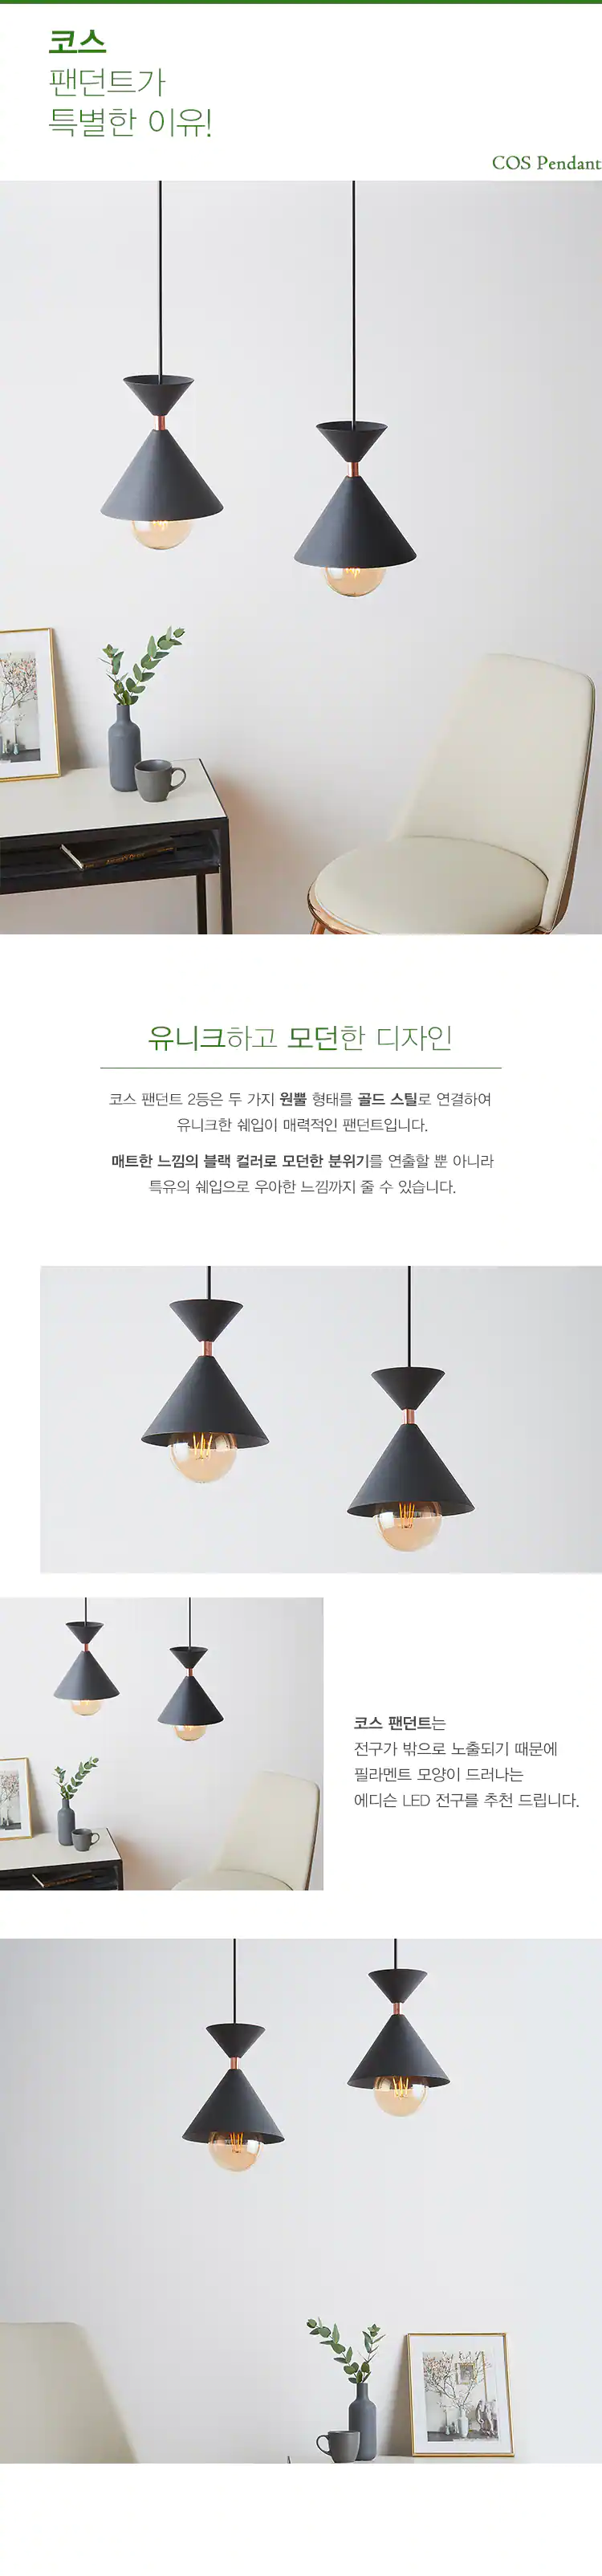 코스
팬던트가
특별한 이유!
COS Pendant
유니크하고 모던한 디자인
코스 팬던트 2등은 두 가지 원뿔 형태를 골드 스틸로 연결하여
유니크한 쉐입이 매력적인 팬던트입니다.
매트한 느낌의 블랙 컬러로 모던한 분위기를 연출할 뿐 아니라
특유의 쉐입으로 우아한 느낌까지 줄 수 있습니다.
코스 팬던트는
전구가 밖으로 노출되기 때문에
필라멘트 모양이 드러나는
에디슨 LED 전구를 추천 드립니다.